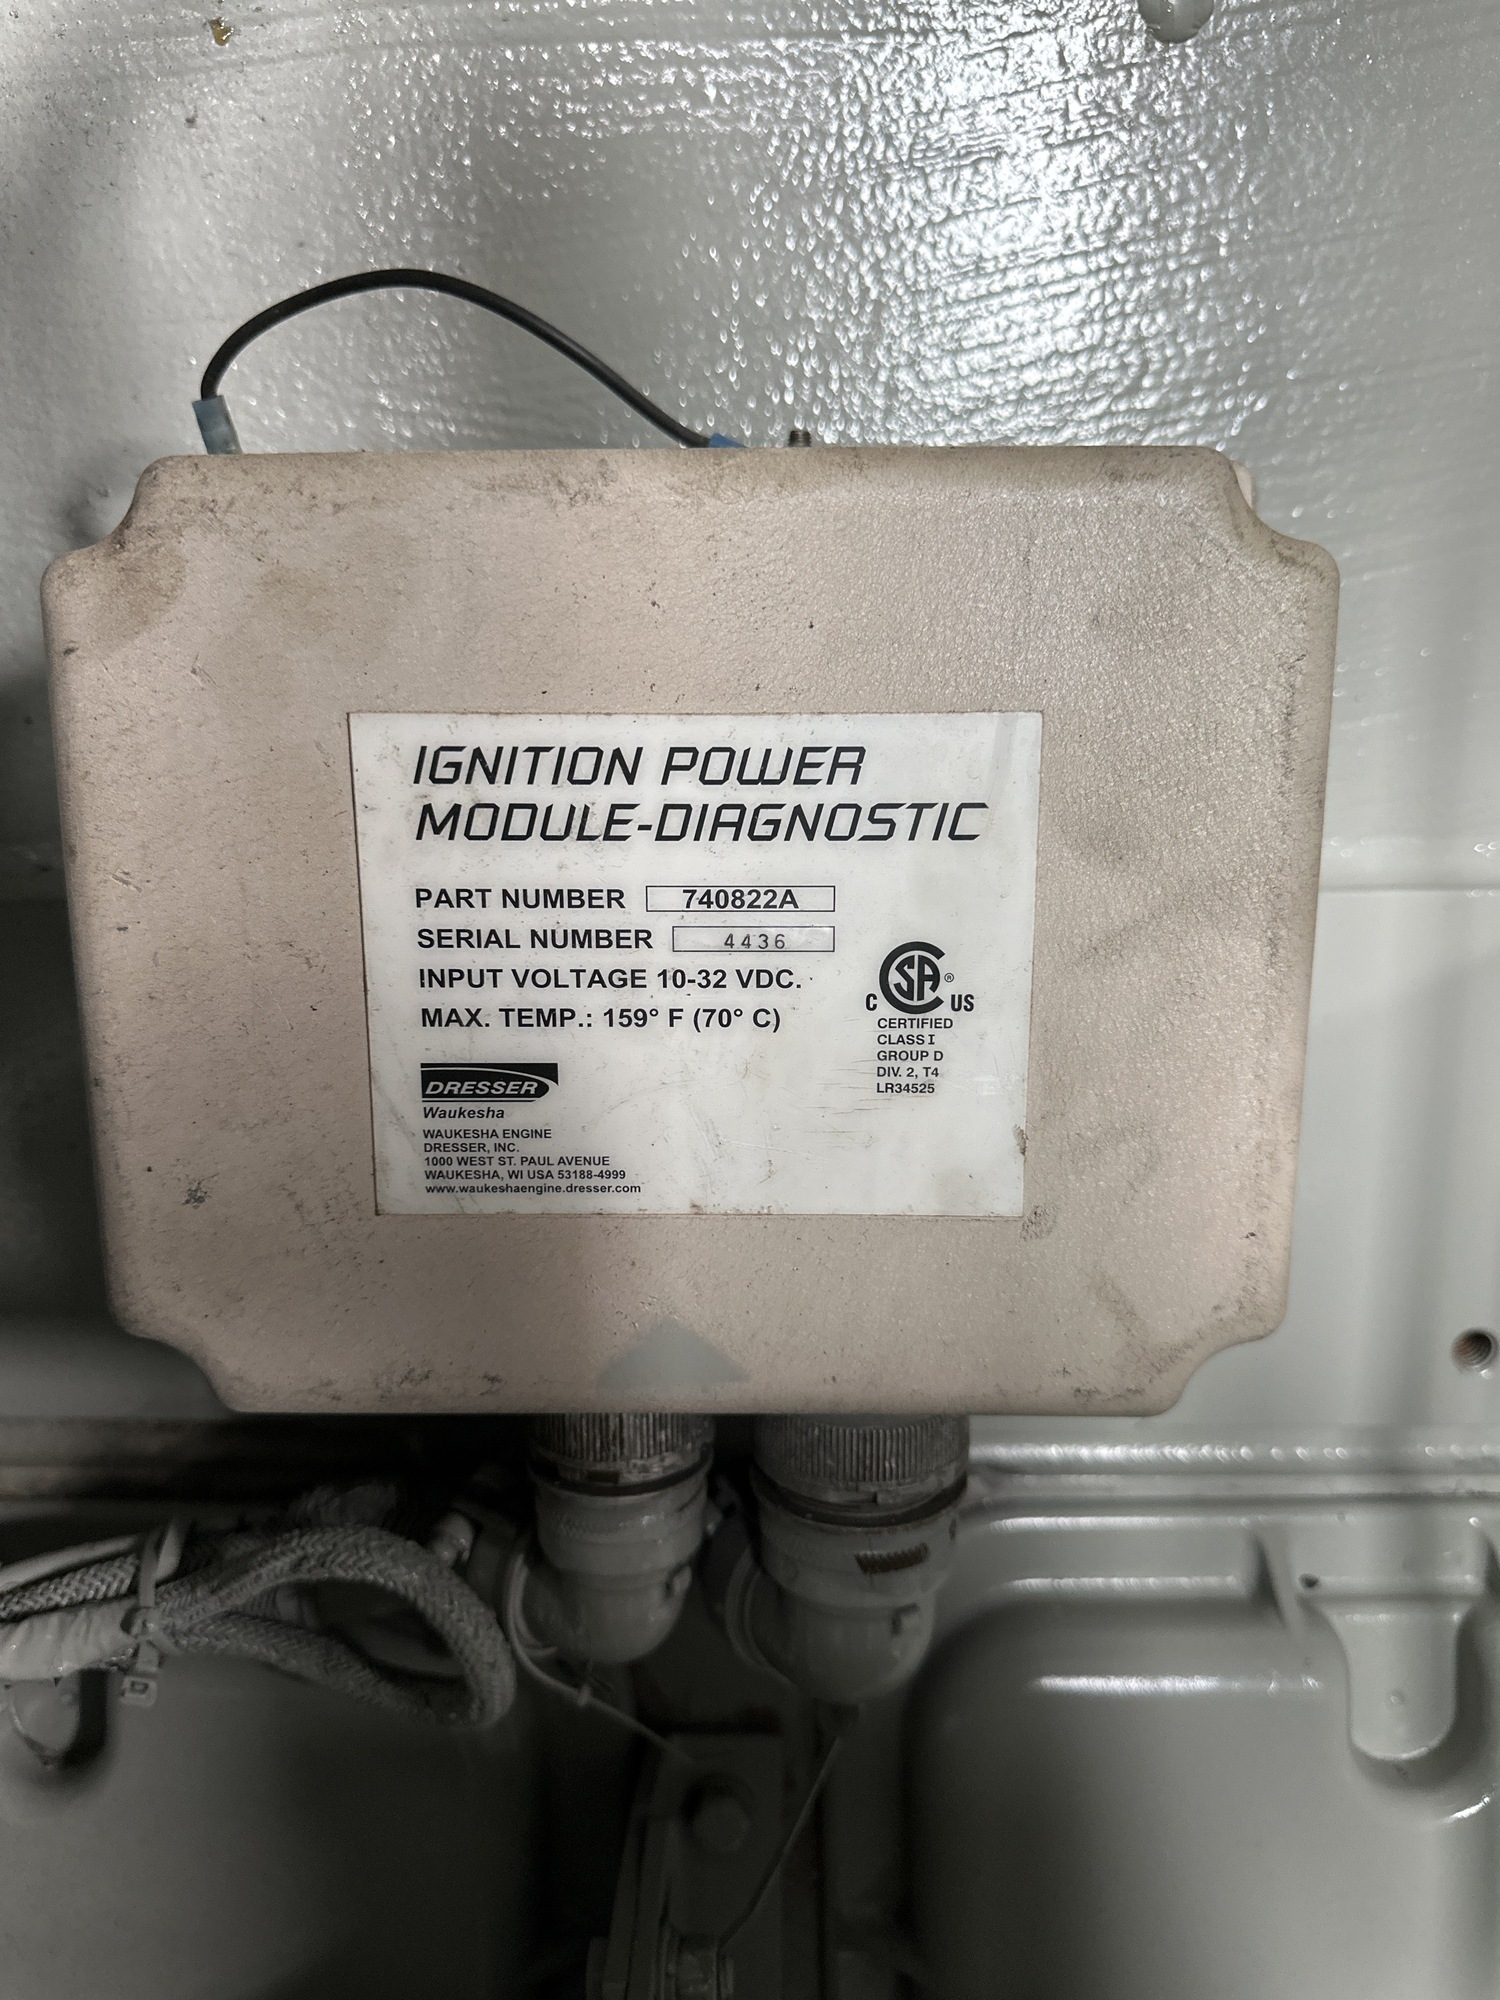 IGNITION POWER
MODULE-DIAGNOSTIC
PART NUMBER 740822A
SERIAL NUMBER 4436
INPUT VOLTAGE 10-32 VDC.
MAX. TEMP.: 159° F (70° C)
C SA ® C US
CERTIFIED
CLASS I
GROUP D
DIV. 2, T4
LR34525
DRESSER
Waukesha
WAUKESHA ENGINE
DRESSER, INC.
1000 WEST ST. PAUL AVENUE
WAUKESHA, WI USA 53188-4999
www.waukeshaengine.dresser.com